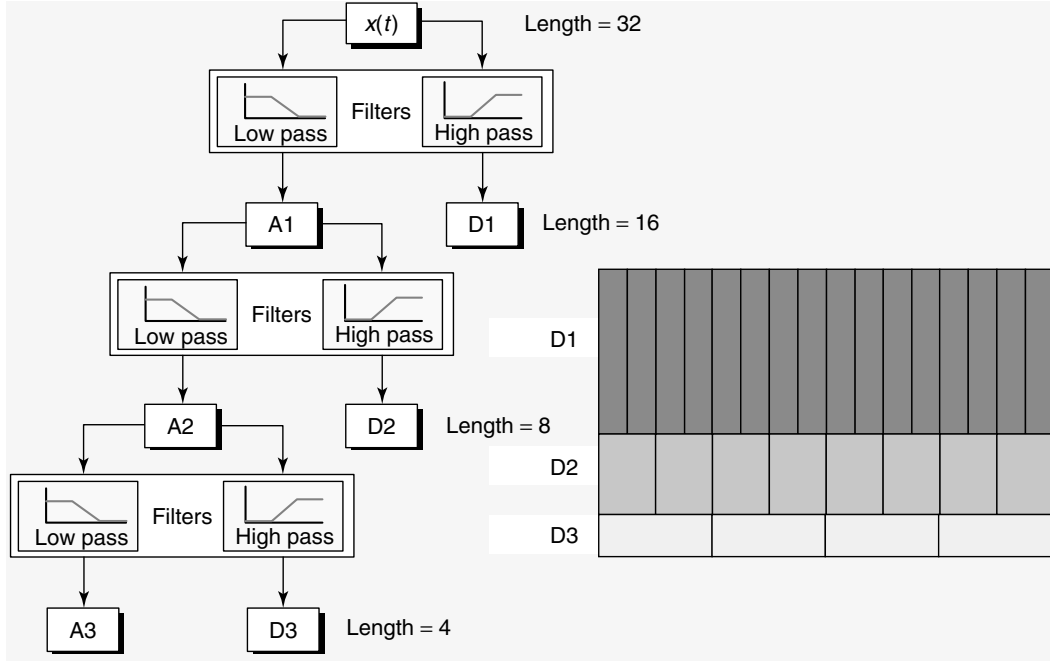 x(t)
Length = 32
Filters
Low pass
High pass
A1
D1
Length = 16
Filters
Low pass
High pass
A2
D2
Length = 8
Filters
Low pass
High pass
A3
D3
Length = 4
D1
D2
D3